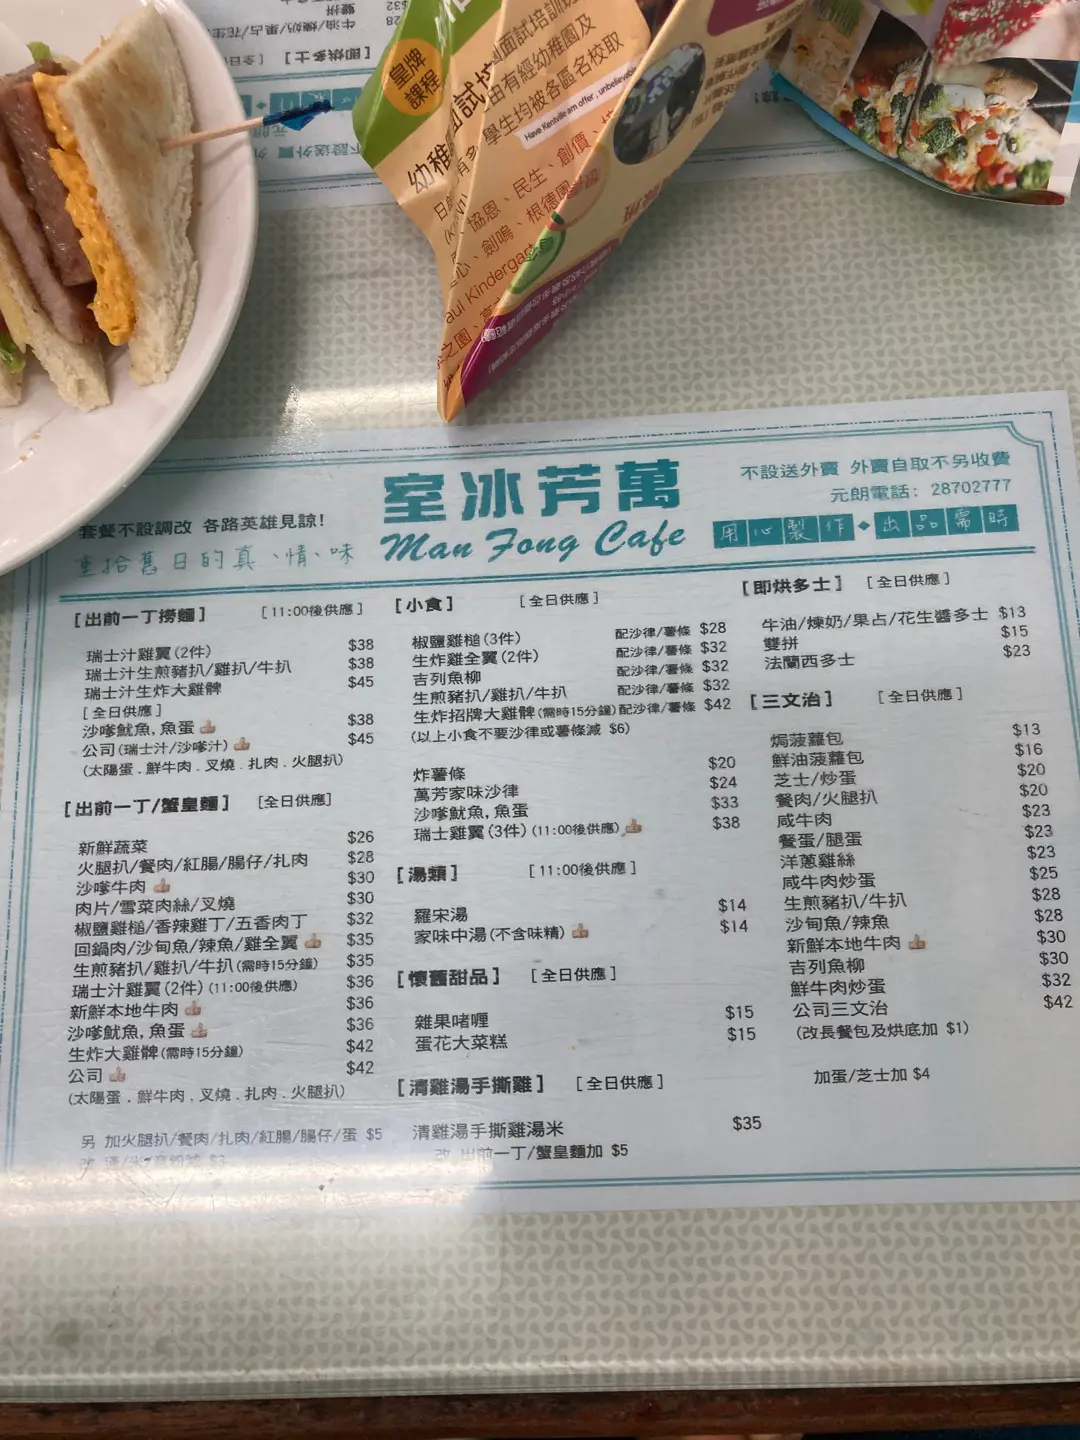 皇牌
課程
Have Kentville am offer , unbelievable
學生均被各區名校取
協恩、民生、創價、
劍鳴、根德園
aul Kindergar
套餐不設調改 各路英雄見諒!
重拾舊日的真、情、味
室冰芳萬
Man Fong Cafe
不設送外賣 外賣自取不另收費
元朗電話: 28702777
用心製作◆出品需時
[出前一丁撈麵] [11:00後供應]
瑞士汁雞翼(2件) $38
瑞士汁生煎豬扒/雞扒/牛扒 $38
瑞士汁生炸大雞髀 $45
[全日供應]
沙嗲魷魚,魚蛋👍 $38
公司(瑞士汁/沙嗲汁)👍 $45
(太陽蛋.鮮牛肉.叉燒.扎肉.火腿扒)
[出前一丁/蟹皇麵] [全日供應]
新鮮蔬菜 $26
火腿扒/餐肉/紅腸/腸仔/扎肉 $28
沙嗲牛肉👍 $30
肉片/雪菜肉絲/叉燒 $30
椒鹽雞槌/香辣雞丁/五香肉丁 $32
回鍋肉/沙甸魚/辣魚/雞全翼👍 $35
生煎豬扒/雞扒/牛扒(需時15分鐘) $35
瑞士汁雞翼(2件)(11:00後供應) $36
新鮮本地牛肉👍 $36
沙嗲魷魚,魚蛋👍 $36
生炸大雞髀(需時15分鐘) $42
公司👍 $42
(太陽蛋.鮮牛肉.叉燒.扎肉.火腿扒)
另 加火腿扒/餐肉/扎肉/紅腸/腸仔/蛋 $5
[小食] [全日供應]
椒鹽雞槌(3件) 配沙律/薯條 $28
生炸雞全翼(2件) 配沙律/薯條 $32
吉列魚柳 配沙律/薯條 $32
生煎豬扒/雞扒/牛扒 配沙律/薯條 $32
生炸招牌大雞髀(需時15分鐘)配沙律/薯條 $42
(以上小食不要沙律或薯條減 $6)
炸薯條 $20
萬芳家味沙律 $24
沙嗲魷魚,魚蛋 $33
瑞士雞翼(3件)(11:00後供應)👍 $38
[湯類] [11:00後供應]
羅宋湯 $14
家味中湯(不含味精)👍 $14
[懷舊甜品] [全日供應]
雜果啫喱 $15
蛋花大菜糕 $15
[清雞湯手撕雞] [全日供應]
清雞湯手撕雞湯米 $35
改 出前一丁/蟹皇麵加 $5
[即烘多士] [全日供應]
牛油/煉奶/果占/花生醬多士 $13
雙拼 $15
法蘭西多士 $23
[三文治] [全日供應]
焗菠蘿包 $13
鮮油菠蘿包 $16
芝士/炒蛋 $20
餐肉/火腿扒 $20
咸牛肉 $23
餐蛋/腿蛋 $23
洋蔥雞絲 $23
咸牛肉炒蛋 $25
生煎豬扒/牛扒 $28
沙甸魚/辣魚 $28
新鮮本地牛肉👍 $30
吉列魚柳 $30
鮮牛肉炒蛋 $32
公司三文治 $42
(改長餐包及烘底加 $1)
加蛋/芝士加 $4